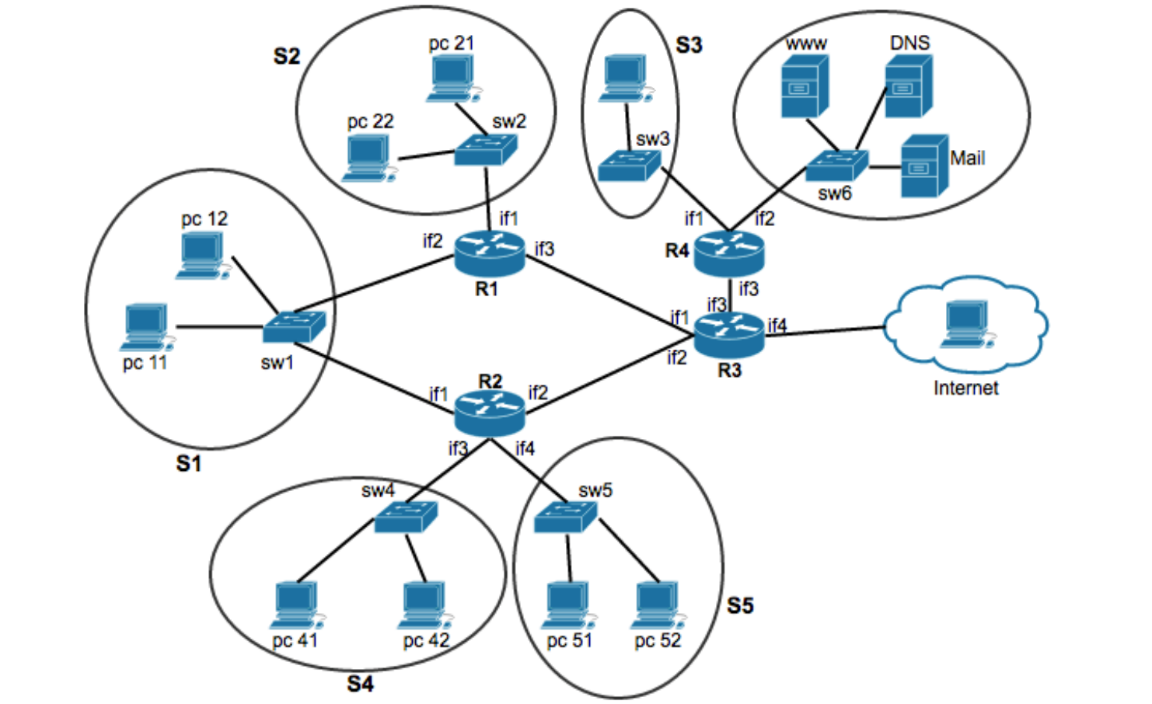 S2
pc 21
pc 22
sw2
S3
sw3
www
DNS
Mail
sw6
pc 12
pc 11
sw1
S1
if1
if2
if3
R1
if1
if2
R4
if3
if3
if1
if4
if2
R3
Internet
R2
if1
if2
if3
if4
sw4
pc 41
pc 42
S4
sw5
pc 51
pc 52
S5